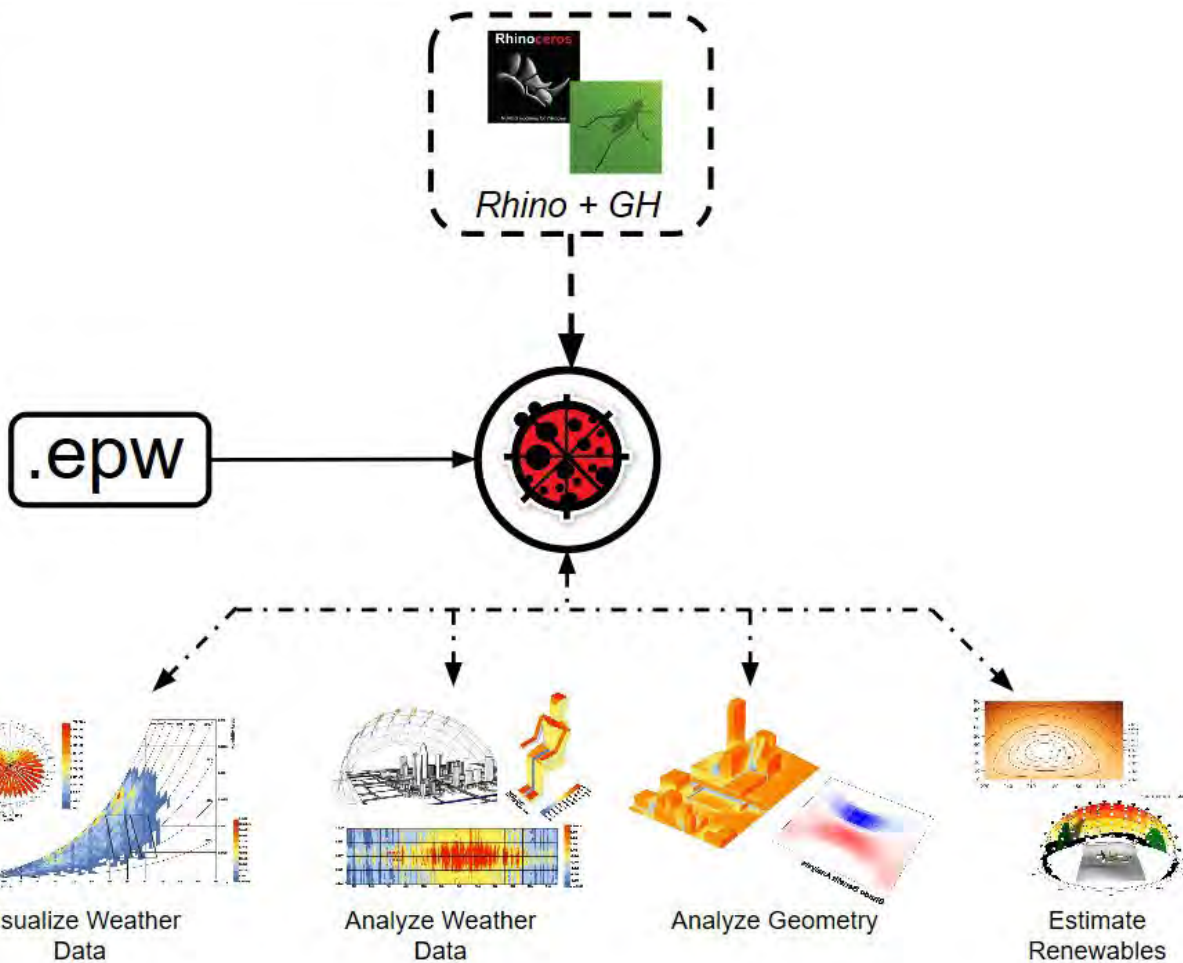 Rhinoceros
Rhino + GH
.epw
sualize Weather
Data
Analyze Weather
Data
Analyze Geometry
Estimate
Renewables